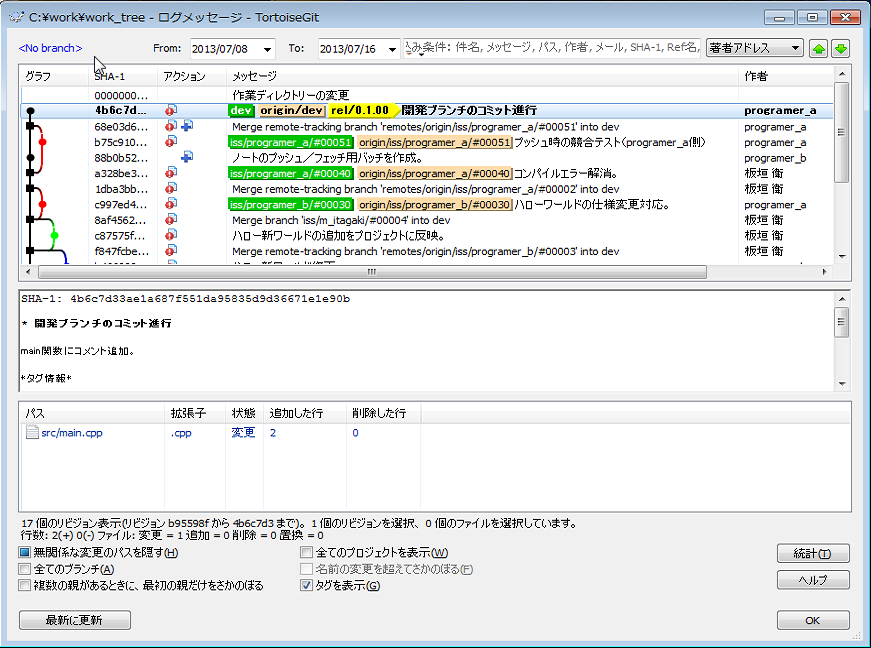 C:¥work¥work_tree - ログメッセージ - TortoiseGit
<No branch> From: 2013/07/08 To: 2013/07/16 込み条件: 件名, メッセージ, パス, 作者, メール, SHA-1, Ref名, 著者アドレス
グラフ SHA-1 アクション メッセージ 作者
0000000... 作業ディレクトリーの変更
4b6c7d... dev origin/dev rel/0.1.00 開発ブランチのコミット進行 programer_a
68e03d6... Merge remote-tracking branch 'remotes/origin/iss/programer_a/#00051' into dev programer_a
b75c910... iss/programer_a/#00051 origin/iss/programer_a/#00051 プッシュ時の競合テスト(programer_a側) programer_a
88b0b52... ノートのプッシュ／フェッチ用バッチを作成。 programer_b
a328be3... iss/programer_a/#00040 origin/iss/programer_a/#00040 コンパイルエラー解消。 板垣 衛
1dba3bb... Merge remote-tracking branch 'remotes/origin/iss/programer_a/#00002' into dev 板垣 衛
c997ed4... iss/programer_b/#00030 origin/iss/programer_b/#00030 ハローワールドの仕様変更対応。 programer_a
8af4562... Merge branch 'iss/m_itagaki/#00004' into dev 板垣 衛
c87575f... ハロー新ワールドの追加をプロジェクトに反映。 板垣 衛
f847fcbe... Merge remote-tracking branch 'remotes/origin/iss/programer_b/#00003' into dev 板垣 衛
SHA-1: 4b6c7d33ae1a687f551da95835d9d36671e1e90b
* 開発ブランチのコミット進行
main関数にコメント追加。
*タグ情報*
パス 拡張子 状態 追加した行 削除した行
src/main.cpp .cpp 変更 2 0
17 個のリビジョン表示(リビジョン b95598f から 4b6c7d3 まで)。1 個のリビジョンを選択、0 個のファイルを選択しています。
行数: 2(+) 0(-) ファイル: 変更 = 1 追加 = 0 削除 = 0 置換 = 0
無関係な変更のパスを隠す(H) 全てのプロジェクトを表示(W) 統計(T)
全てのブランチ(A) 名前の変更を超えてさかのぼる(F)
複数の親があるときに、最初の親だけをさかのぼる タグを表示(G) ヘルプ
最新に更新 OK